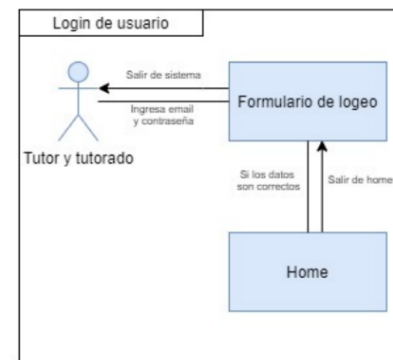 Login de usuario
Salir de sistema
Ingresa email
y contraseña
Formulario de logeo
Tutor y tutorado
Si los datos
son correctos
Salir de home
Home